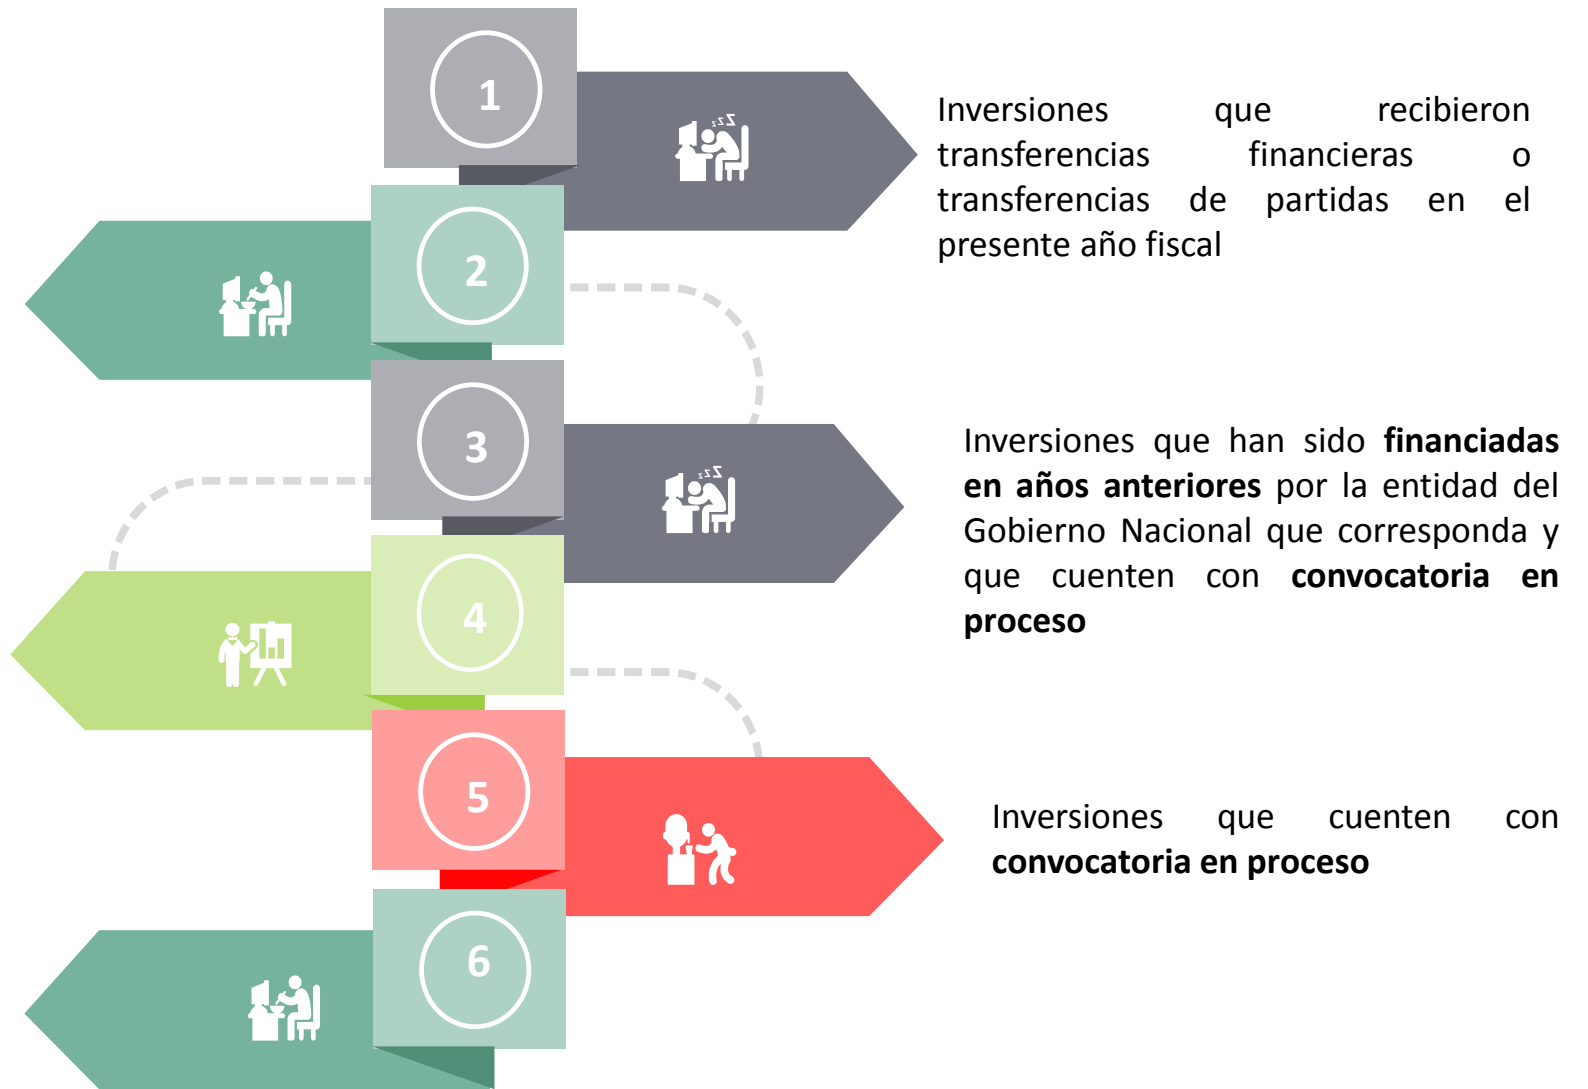 1
Inversiones que recibieron
transferencias financieras o
transferencias de partidas en el
presente año fiscal
2
3
Inversiones que han sido financiadas
en años anteriores por la entidad del
Gobierno Nacional que corresponda y
que cuenten con convocatoria en
proceso
4
5
Inversiones que cuenten con
convocatoria en proceso
6